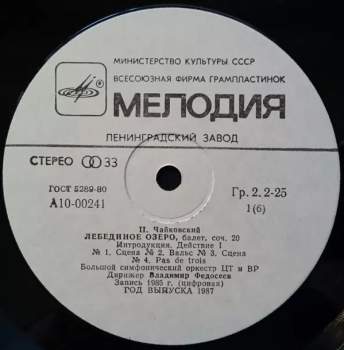 МИНИСТЕРСТВО КУЛЬТУРЫ СССР
ВСЕСОЮЗНАЯ ФИРМА ГРАМПЛАСТИНОК
МЕЛОДИЯ
ЛЕНИНГРАДСКИЙ ЗАВОД
СТЕРЕО 33
ГОСТ 5289-80
Гр. 2. 2-25
А10-00241
1(6)
П. Чайковский
ЛЕБЕДИНОЕ ОЗЕРО, балет, соч. 20
Интродукция. Действие I
№ 1. Сцена № 2. Вальс № 3. Сцена
№ 4. Pas de trois
Большой симфонический оркестр ЦТ и ВР
Дирижер Владимир Федосеев
Запись 1985 г. (цифровая)
ГОД ВЫПУСКА 1987